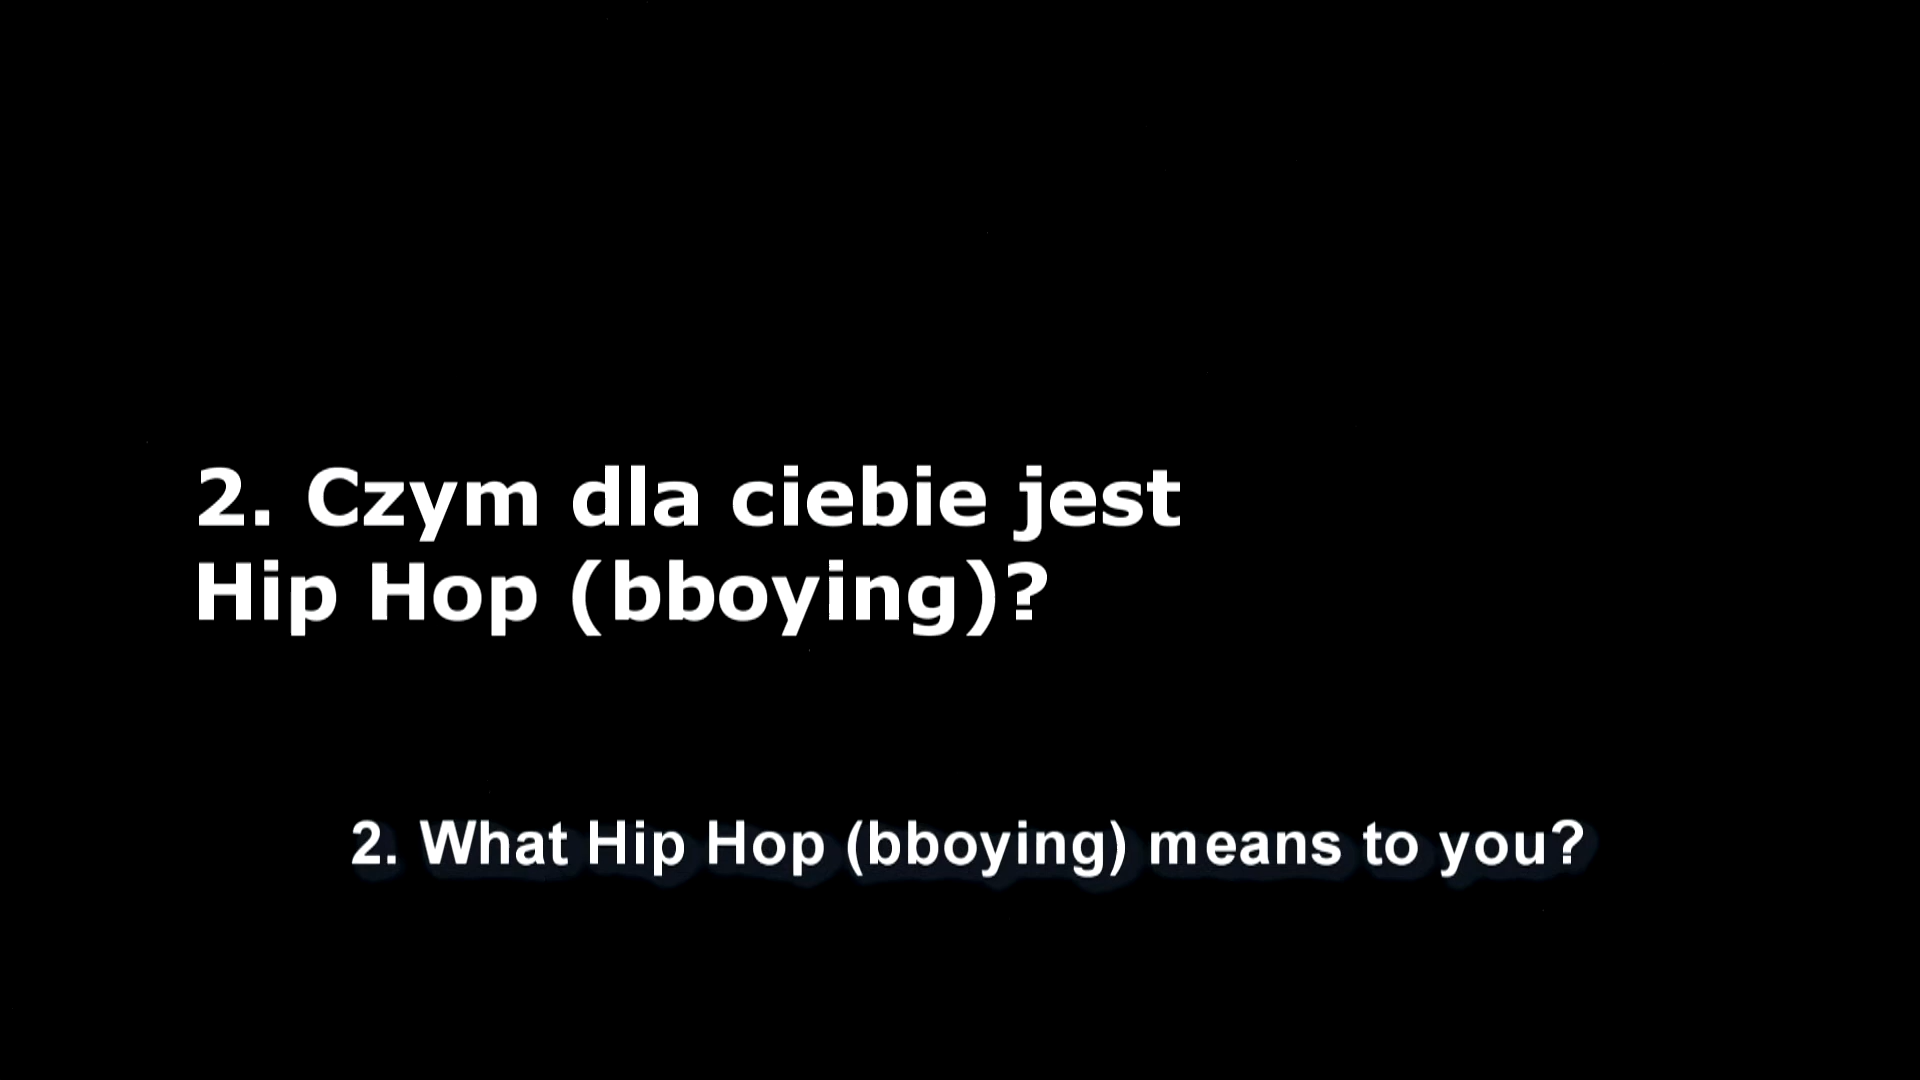 2. Czym dla ciebie jest
Hip Hop (bboying)?
2. What Hip Hop (bboying) means to you?